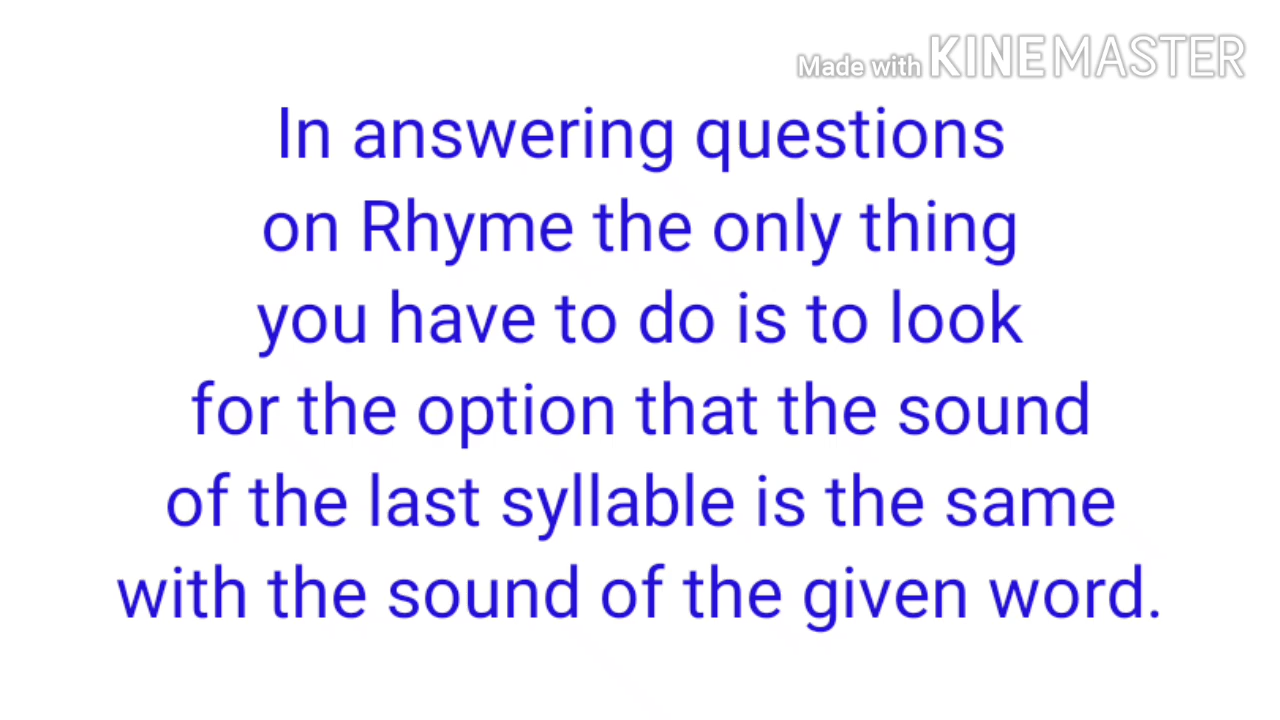 Made with KINEMASTER
In answering questions
on Rhyme the only thing
you have to do is to look
for the option that the sound
of the last syllable is the same
with the sound of the given word.